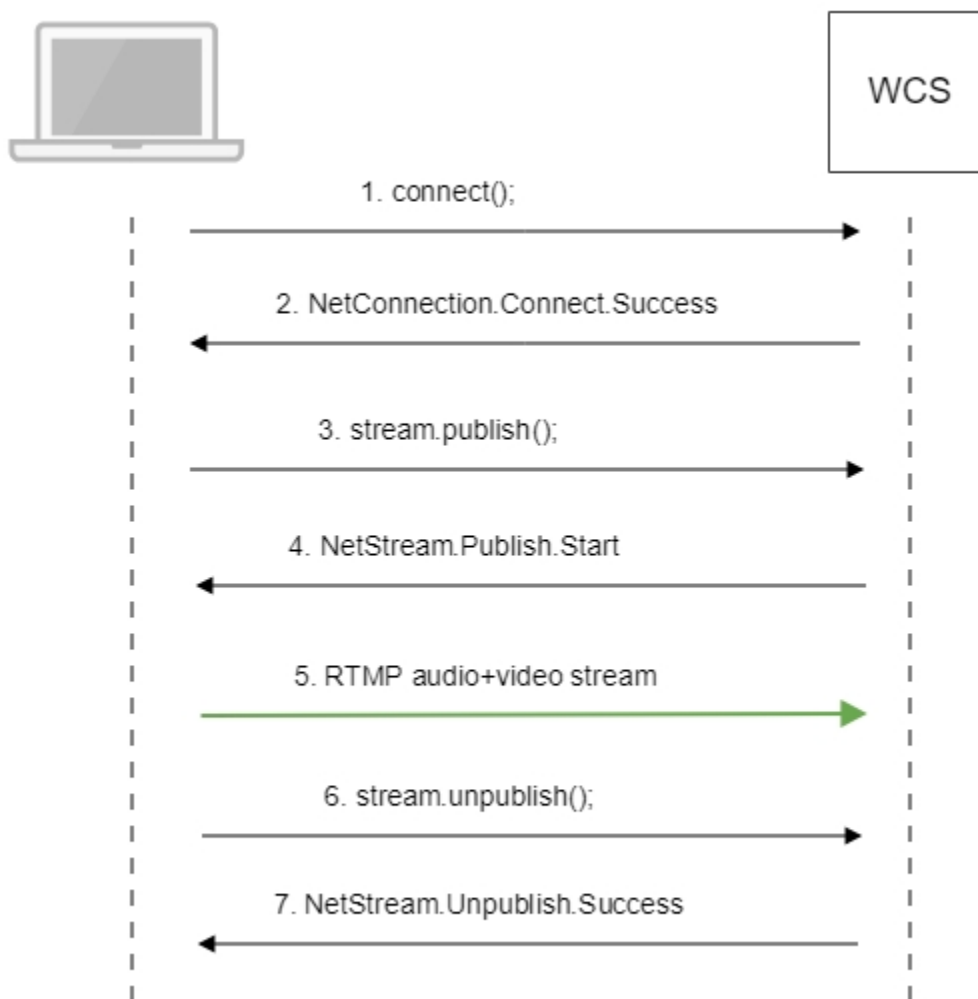 WCS
1. connect();
2. NetConnection.Connect.Success
3. stream.publish();
4. NetStream.Publish.Start
5. RTMP audio+video stream
6. stream.unpublish();
7. NetStream.Unpublish.Success